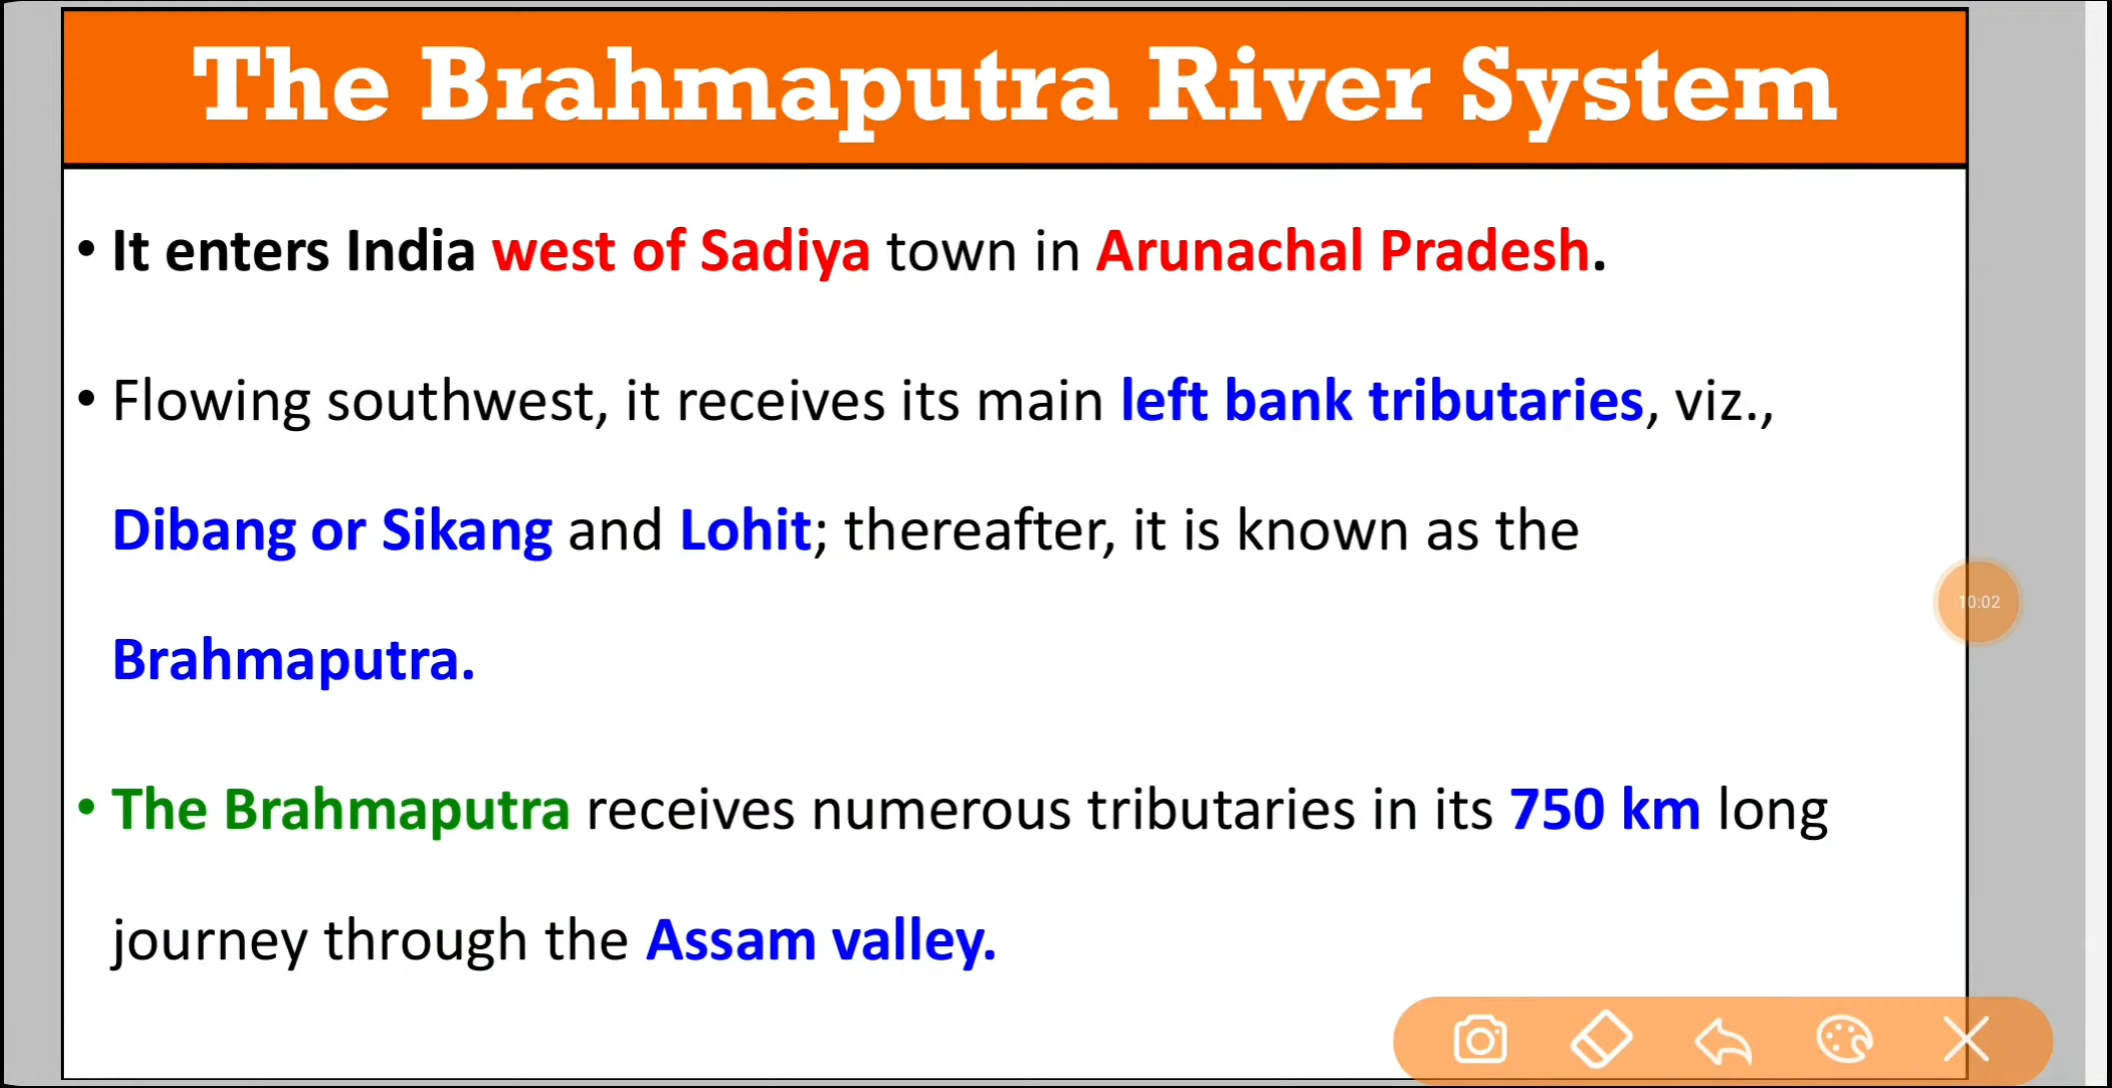 The Brahmaputra River System
• It enters India west of Sadiya town in Arunachal Pradesh.
• Flowing southwest, it receives its main left bank tributaries, viz.,
Dibang or Sikang and Lohit; thereafter, it is known as the
Brahmaputra.
10:02
• The Brahmaputra receives numerous tributaries in its 750 km long
journey through the Assam valley.